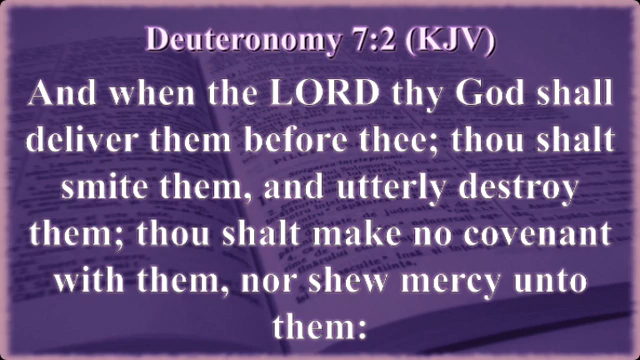 Deuteronomy 7:2 (KJV)
And when the LORD thy God shall
deliver them before thee; thou shalt
smite them, and utterly destroy
them; thou shalt make no covenant
with them, nor shew mercy unto
them: